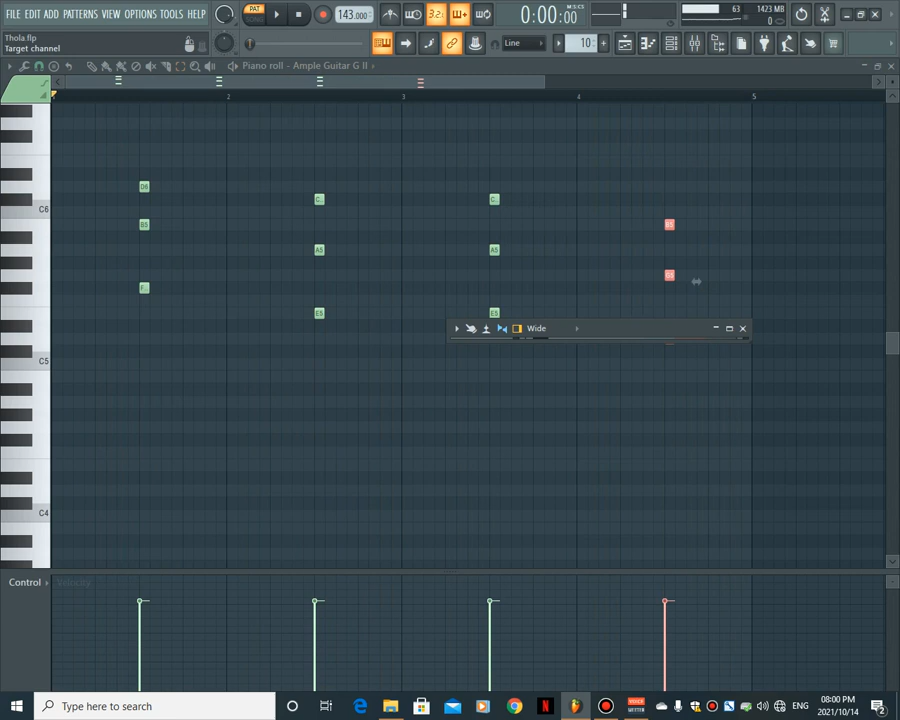 FILE EDIT ADD PATTERNS VIEW OPTIONS TOOLS HELP
PAT
SONG
143.000
32:
0:00:00
M:S:CS
63
1423 MB
0
Thola.flp
Target channel
Line
10
Piano roll - Ample Guitar G II
2
3
4
5
D6
C..
C..
C6
B5
B5
A5
A5
G5
F..
E5
E5
Wide
C5
C4
Control
Velocity
Type here to search
ENG
08:00 PM
2021/10/14
2